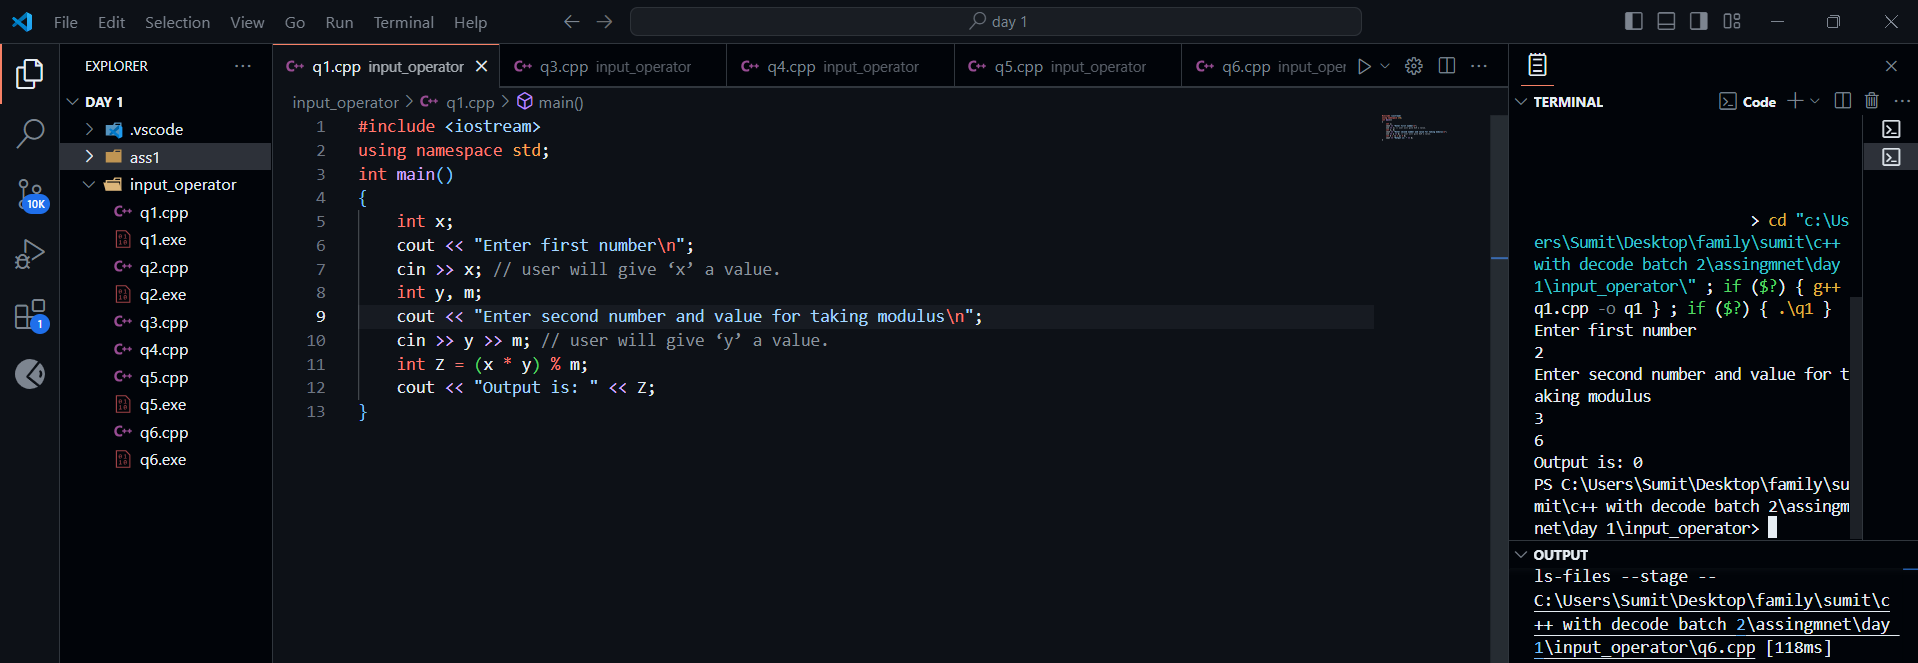 File Edit Selection View Go Run Terminal Help
day 1
EXPLORER
DAY 1
.vscode
ass1
input_operator
q1.cpp
q1.exe
q2.cpp
q2.exe
q3.cpp
q4.cpp
q5.cpp
q5.exe
q6.cpp
q6.exe
10K
1
q1.cpp input_operator
q3.cpp input_operator
q4.cpp input_operator
q5.cpp input_operator
q6.cpp input_oper
input_operator > q1.cpp > main()
1 #include <iostream>
2 using namespace std;
3 int main()
4 {
5 int x;
6 cout << "Enter first number\n";
7 cin >> x; // user will give ‘x’ a value.
8 int y, m;
9 cout << "Enter second number and value for taking modulus\n";
10 cin >> y >> m; // user will give ‘y’ a value.
11 int Z = (x * y) % m;
12 cout << "Output is: " << Z;
13 }
TERMINAL
Code
> cd "c:\Us
ers\Sumit\Desktop\family\sumit\c++
with decode batch 2\assingmnet\day
1\input_operator\" ; if ($?) { g++
q1.cpp -o q1 } ; if ($?) { .\q1 }
Enter first number
2
Enter second number and value for t
aking modulus
3
6
Output is: 0
PS C:\Users\Sumit\Desktop\family\su
mit\c++ with decode batch 2\assingm
net\day 1\input_operator>
OUTPUT
ls-files --stage --
C:\Users\Sumit\Desktop\family\sumit\c
++ with decode batch 2\assingmnet\day
1\input_operator\q6.cpp [118ms]